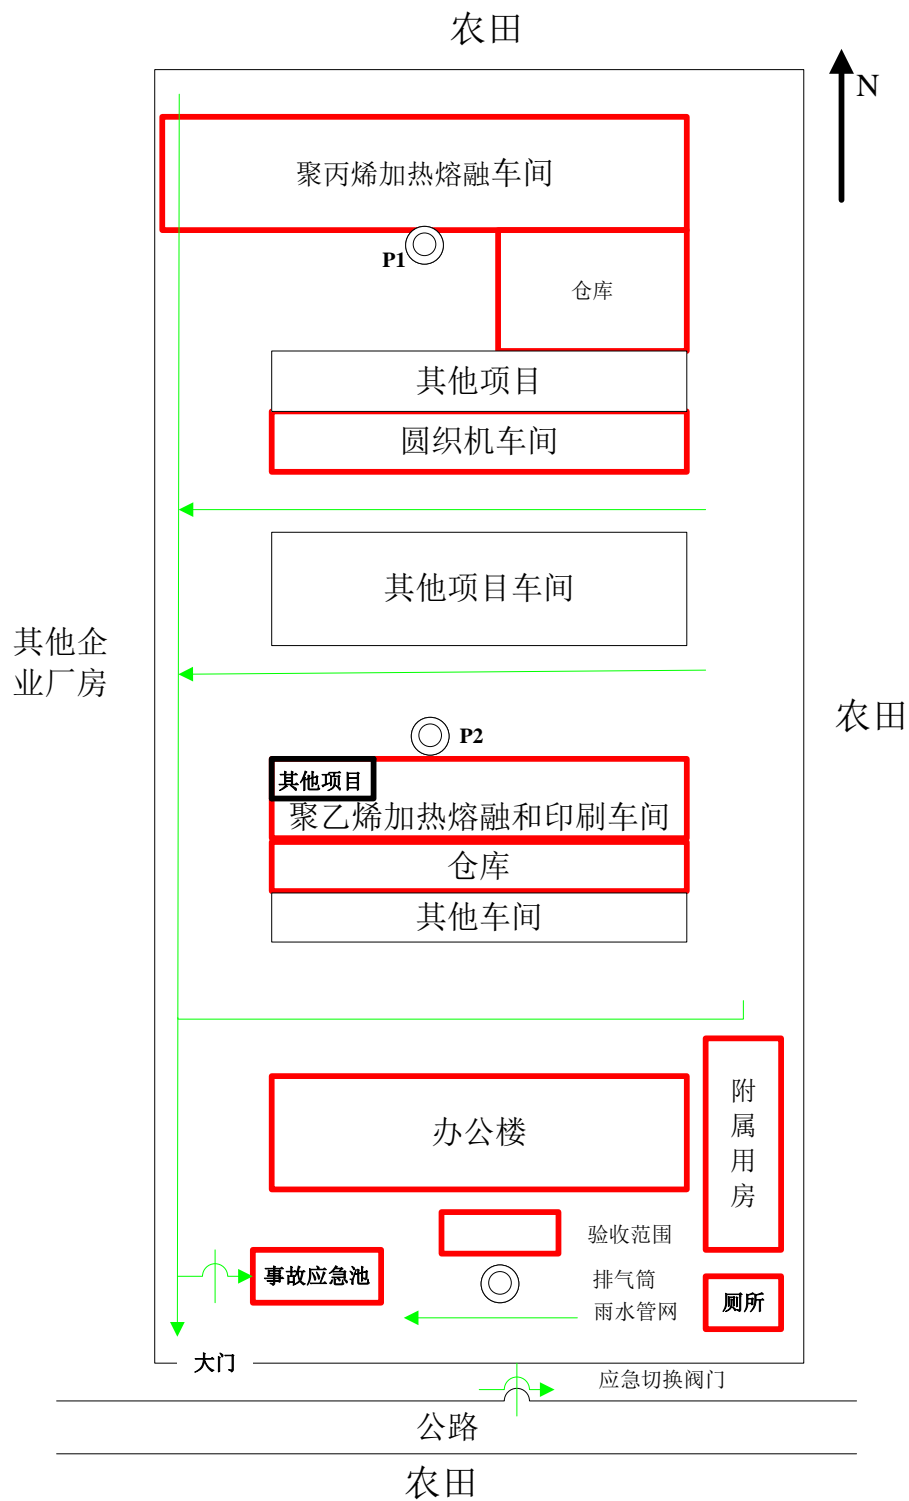 农田
N
聚丙烯加热熔融车间
P1
仓库
其他项目
圆织机车间
其他项目车间
其他企
业厂房
农田
P2
其他项目
聚乙烯加热熔融和印刷车间
仓库
其他车间
附
属
用
房
办公楼
验收范围
事故应急池
排气筒
厕所
雨水管网
大门
应急切换阀门
公路
农田